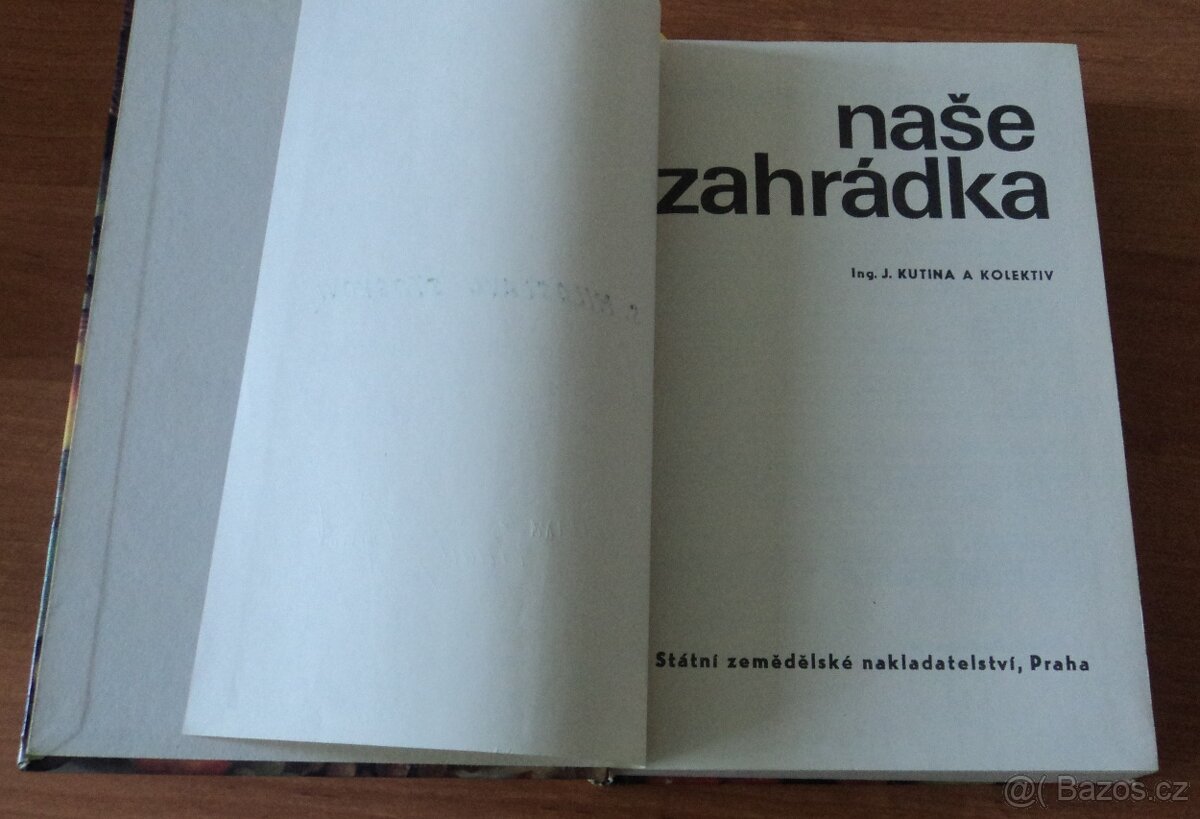 naše
zahrádka
Ing. J. KUTINA A KOLEKTIV
Státní zemědělské nakladatelství, Praha
@( Bazos.cz